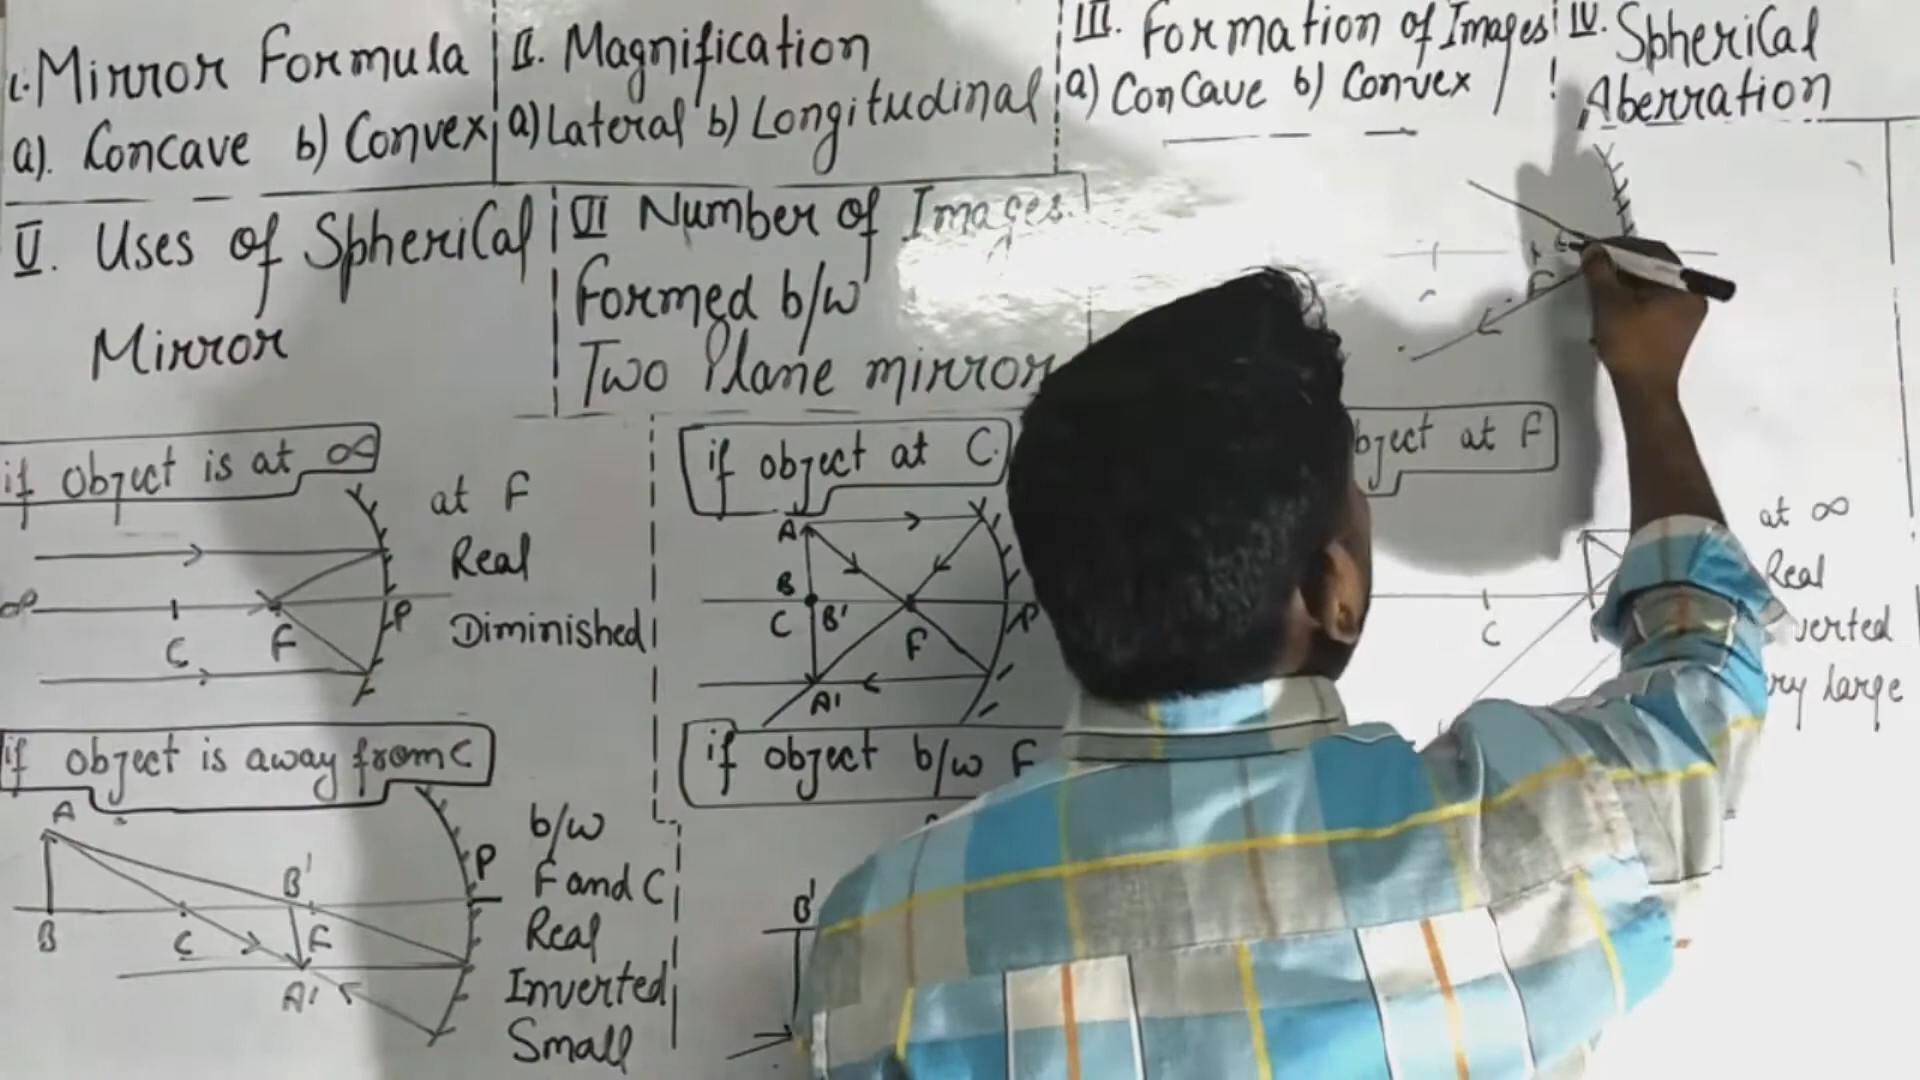 I. Mirror Formula
a). Concave b) Convex
II. Magnification
a) Lateral b) Longitudinal
III. Formation of Images
a) Concave b) Convex
IV. Spherical
Aberration
V. Uses of Spherical
Mirror
VI Number of Images
Formed b/w
Two Plane mirror
if object is at ∞
at F
Real
Diminished
∞
C
F
P
if object is away from C
A
B
C
B'
F
A'
P
b/w
F and C
Real
Inverted
Small
if object at C
A
B
C
B'
F
P
A'
if object b/w F
B'
F
object at F
C
at ∞
Real